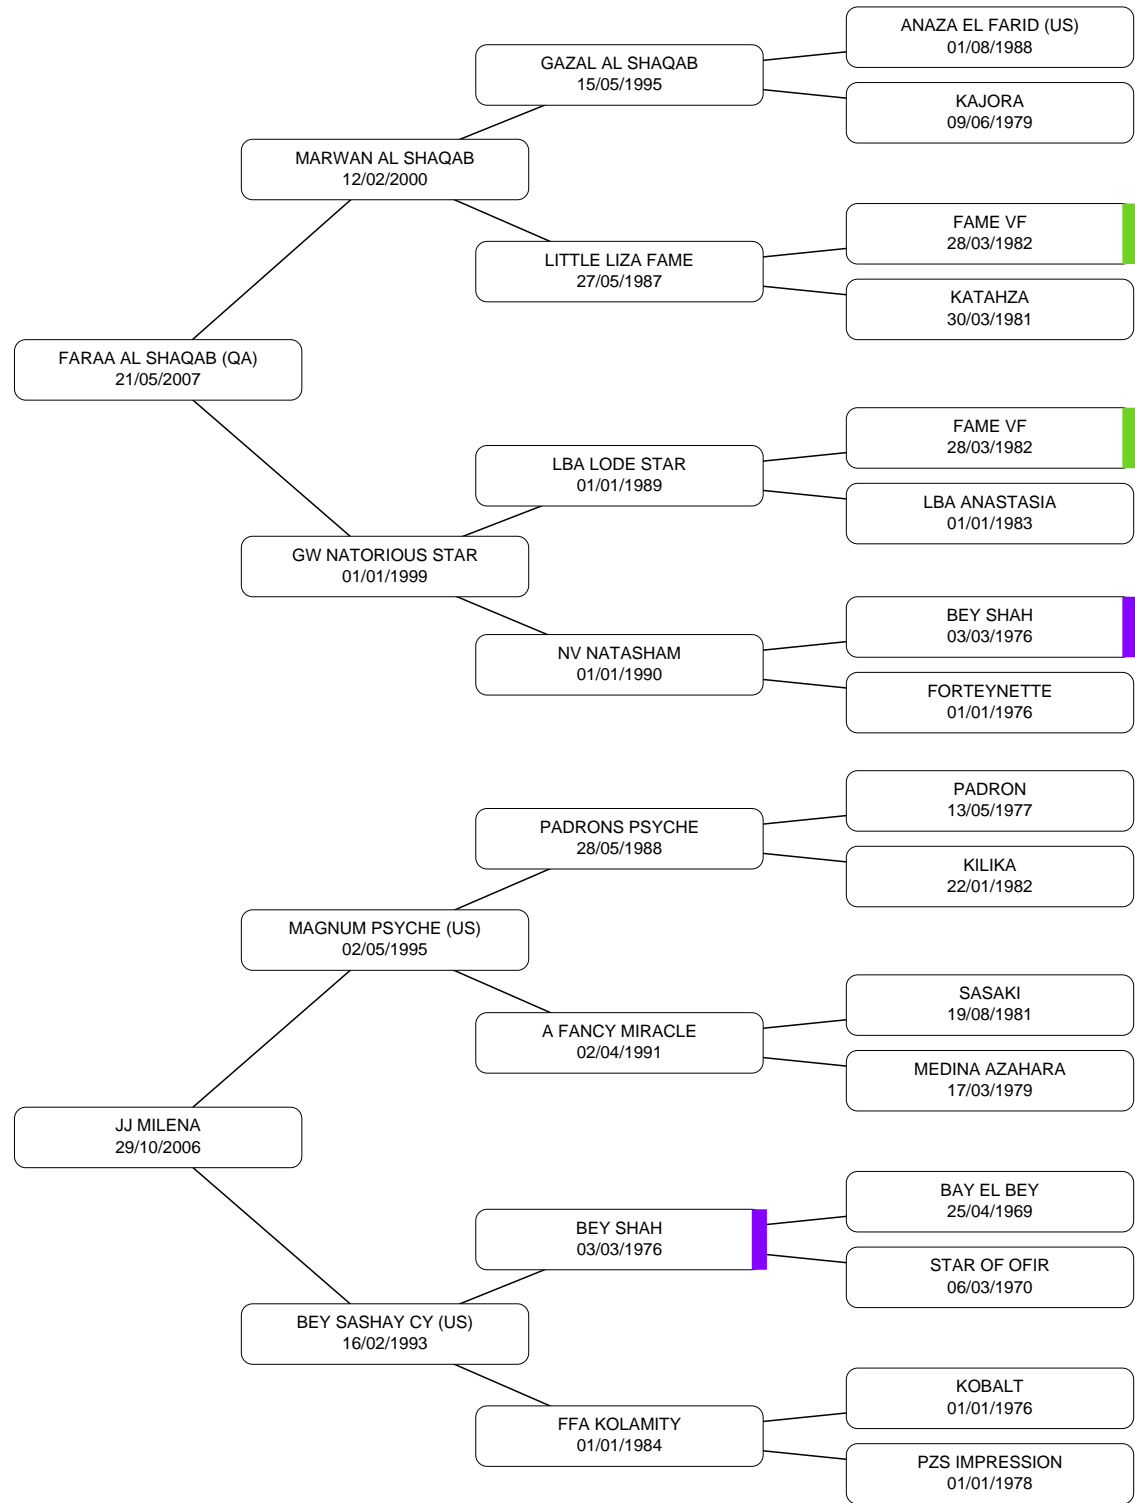 ANAZA EL FARID (US)
01/08/1988
GAZAL AL SHAQAB
15/05/1995
KAJORA
09/06/1979
MARWAN AL SHAQAB
12/02/2000
FAME VF
28/03/1982
LITTLE LIZA FAME
27/05/1987
KATAHZA
30/03/1981
FARAA AL SHAQAB (QA)
21/05/2007
FAME VF
28/03/1982
LBA LODE STAR
01/01/1989
LBA ANASTASIA
01/01/1983
GW NATORIOUS STAR
01/01/1999
BEY SHAH
03/03/1976
NV NATASHAM
01/01/1990
FORTEYNETTE
01/01/1976
PADRON
13/05/1977
PADRONS PSYCHE
28/05/1988
KILIKA
22/01/1982
MAGNUM PSYCHE (US)
02/05/1995
SASAKI
19/08/1981
A FANCY MIRACLE
02/04/1991
MEDINA AZAHARA
17/03/1979
JJ MILENA
29/10/2006
BAY EL BEY
25/04/1969
BEY SHAH
03/03/1976
STAR OF OFIR
06/03/1970
BEY SASHAY CY (US)
16/02/1993
KOBALT
01/01/1976
FFA KOLAMITY
01/01/1984
PZS IMPRESSION
01/01/1978